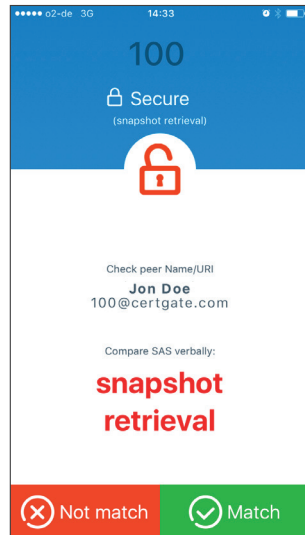 o2-de 3G 14:33
100
Secure
(snapshot retrieval)
Check peer Name/URI
Jon Doe
100@certgate.com
Compare SAS verbally:
snapshot
retrieval
Not match Match